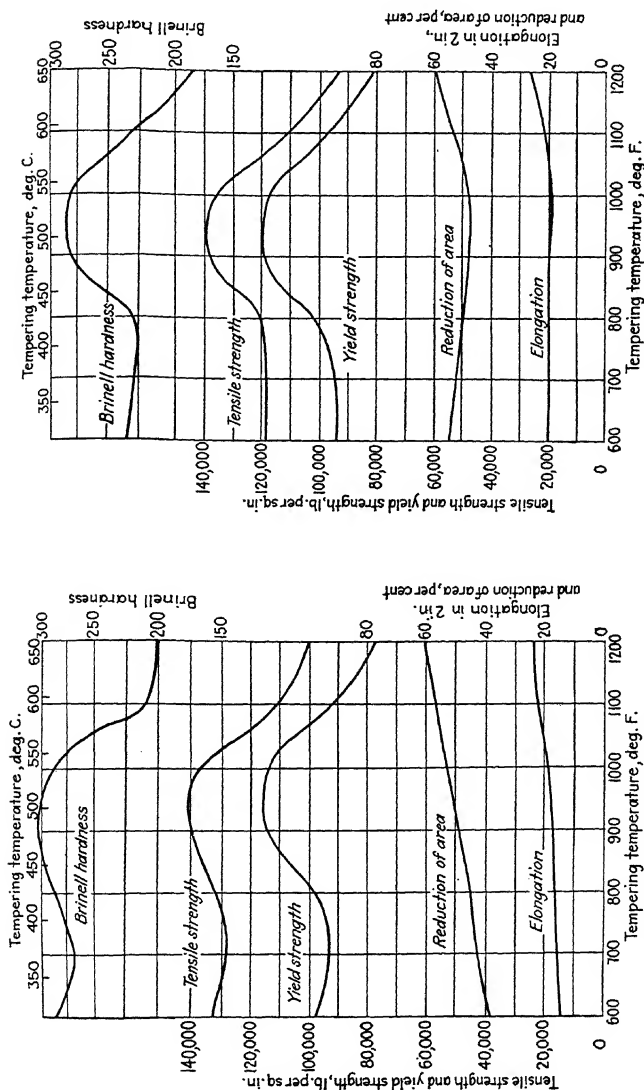 Tempering temperature, deg. C.
350 400 450 500 550 600 650
300
250
200
150
Brinell hardness
80
60
40
20
0
Elongation in 2 in.,
and reduction of area, per cent
Brinell hardness
Tensile strength
Yield strength
Reduction of area
Elongation
140,000
120,000
100,000
80,000
60,000
40,000
20,000
0
Tensile strength and yield strength, lb. per sq. in.
600 700 800 900 1000 1100 1200
Tempering temperature, deg. F.
Tempering temperature, deg. C.
350 400 450 500 550 600 650
300
250
200
150
Brinell hardness
80
60
40
20
0
Elongation in 2 in.,
and reduction of area, per cent
Brinell hardness
Tensile strength
Yield strength
Reduction of area
Elongation
140,000
120,000
100,000
80,000
60,000
40,000
20,000
0
Tensile strength and yield strength, lb. per sq. in.
600 700 800 900 1000 1100 1200
Tempering temperature, deg. F.